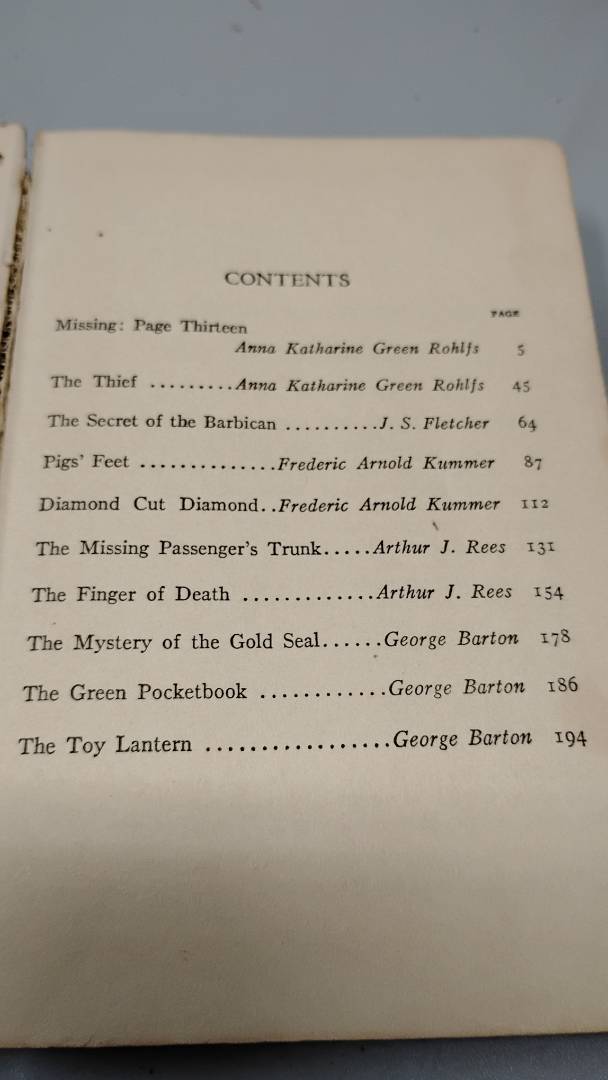 CONTENTS
PAGE
Missing: Page Thirteen
Anna Katharine Green Rohlfs 5
The Thief .........Anna Katharine Green Rohlfs 45
The Secret of the Barbican ..........J. S. Fletcher 64
Pigs' Feet ..............Frederic Arnold Kummer 87
Diamond Cut Diamond..Frederic Arnold Kummer 112
The Missing Passenger's Trunk.....Arthur J. Rees 131
The Finger of Death .............Arthur J. Rees 154
The Mystery of the Gold Seal......George Barton 178
The Green Pocketbook ............George Barton 186
The Toy Lantern .................George Barton 194